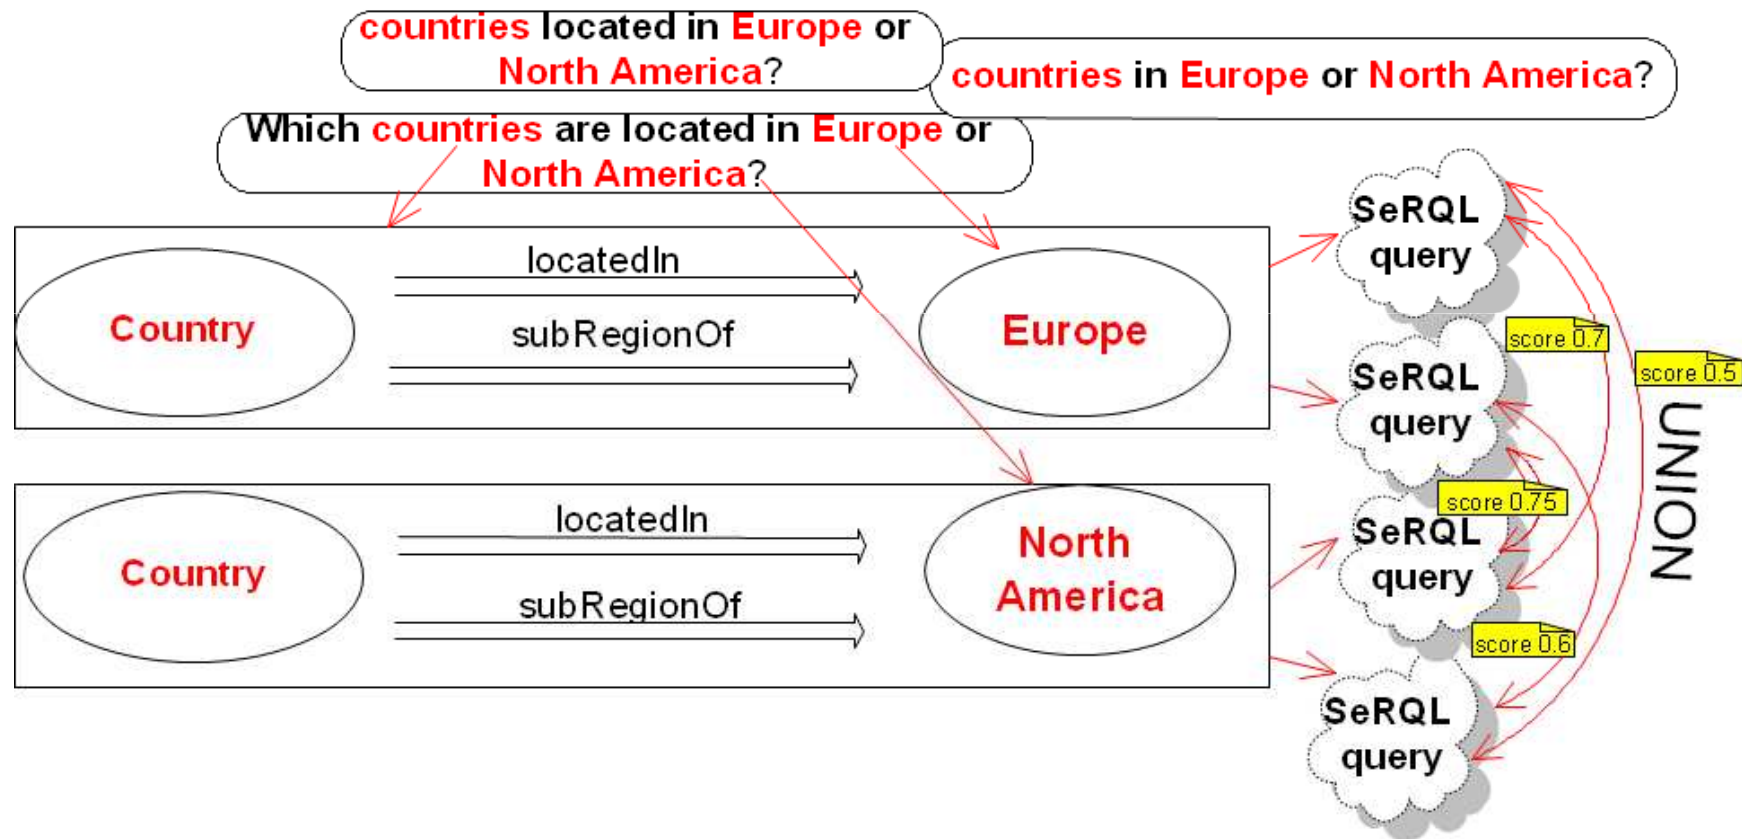 countries located in Europe or
North America?
countries in Europe or North America?
Which countries are located in Europe or
North America?
locatedIn
subRegionOf
Country
Europe
locatedIn
subRegionOf
Country
North
America
SeRQL
query
SeRQL
query
SeRQL
query
SeRQL
query
score 0.7
score 0.5
score 0.75
score 0.6
UNION